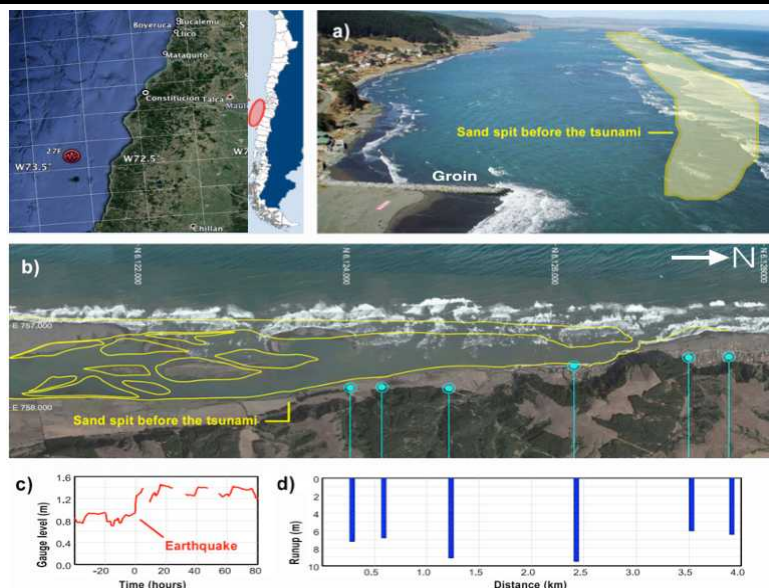 Bucalemu
Boyeruca
Llico
Mataquito
Constitucion
Talca
Maule
27F
W73.5°
W72.5°
Chillan
a)
Sand spit before the tsunami
Groin
b)
N 6.122.000
N 6.124.000
N 6.126.000
N 6.128.000
N
E 757.000
E 758.000
Sand spit before the tsunami
c)
Gauge level (m)
1.6
1.2
0.8
0.4
0.0
Earthquake
-20 0 20 40 60 80
Time (hours)
d)
Runup (m)
0
2
4
6
8
10
0.5 1.0 1.5 2.0 2.5 3.0 3.5 4.0
Distance (km)